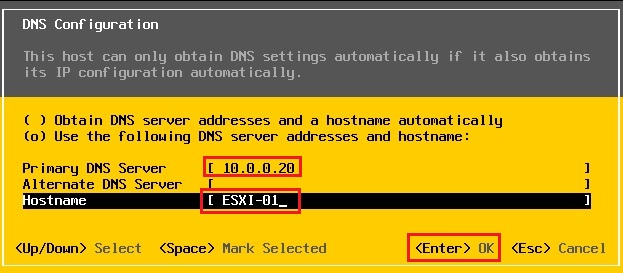 DNS Configuration
This host can only obtain DNS settings automatically if it also obtains
its IP configuration automatically.
( ) Obtain DNS server addresses and a hostname automatically
(o) Use the following DNS server addresses and hostname:
Primary DNS Server [ 10.0.0.20 ]
Alternate DNS Server [ ]
Hostname [ ESXI-01_ ]
<Up/Down> Select <Space> Mark Selected <Enter> OK <Esc> Cancel